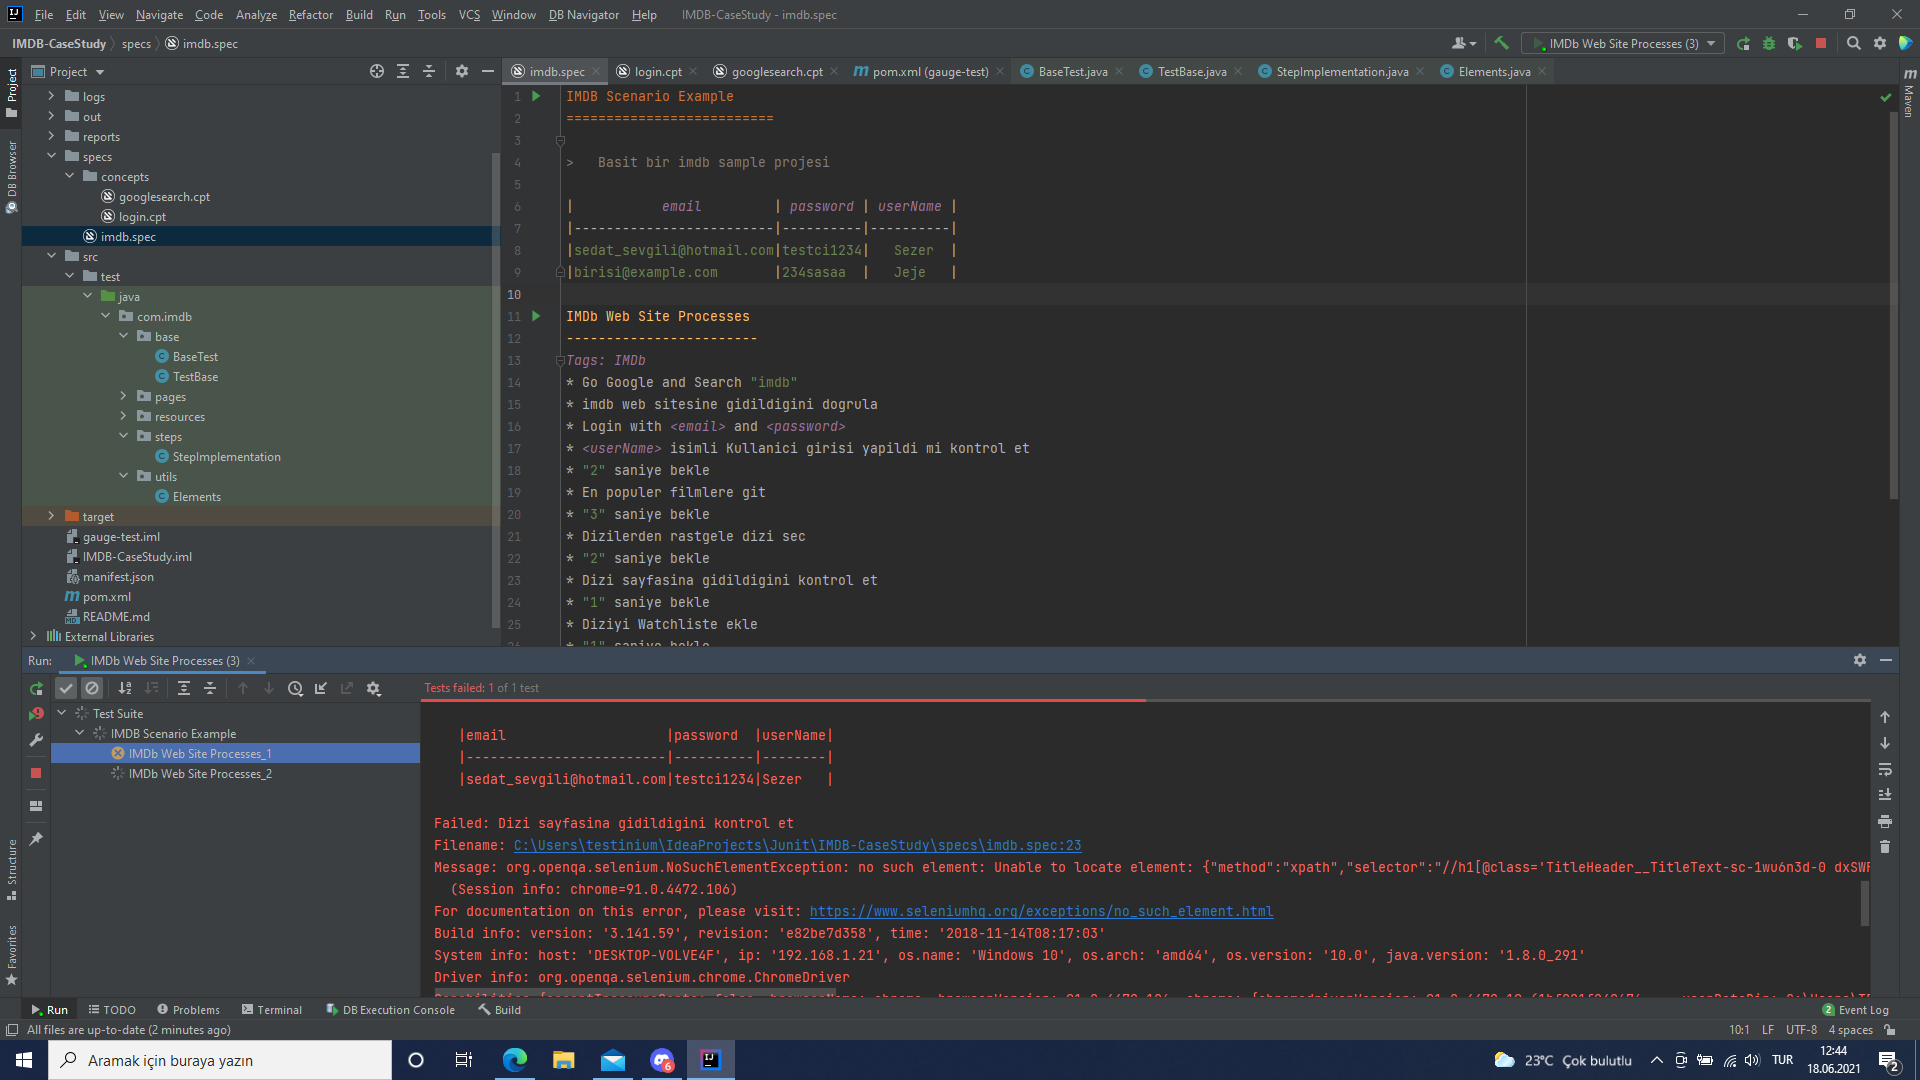 File Edit View Navigate Code Analyze Refactor Build Run Tools VCS Window DB Navigator Help IMDB-CaseStudy - imdb.spec
IMDB-CaseStudy specs imdb.spec IMDb Web Site Processes (3)
Project
imdb.spec login.cpt googlesearch.cpt pom.xml (gauge-test) BaseTest.java TestBase.java StepImplementation.java Elements.java
Project
DB Browser
Structure
Favorites
Maven
logs
out
reports
specs
concepts
googlesearch.cpt
login.cpt
imdb.spec
src
test
java
com.imdb
base
BaseTest
TestBase
pages
resources
steps
StepImplementation
utils
Elements
target
gauge-test.iml
IMDB-CaseStudy.iml
manifest.json
pom.xml
README.md
External Libraries
1 IMDB Scenario Example
2 ==========================
3
4 > Basit bir imdb sample projesi
5
6 | email | password | userName |
7 |-------------------------|----------|----------|
8 |sedat_sevgili@hotmail.com|testci1234| Sezer |
9 |birisi@example.com |234sasaa | Jeje |
10
11 IMDb Web Site Processes
12 ------------------------
13 Tags: IMDb
14 * Go Google and Search "imdb"
15 * imdb web sitesine gidildigini dogrula
16 * Login with <email> and <password>
17 * <userName> isimli Kullanici girisi yapildi mi kontrol et
18 * "2" saniye bekle
19 * En populer filmlere git
20 * "3" saniye bekle
21 * Dizilerden rastgele dizi sec
22 * "2" saniye bekle
23 * Dizi sayfasina gidildigini kontrol et
24 * "1" saniye bekle
25 * Diziyi Watchliste ekle
26 * "1" saniye bekle
Run: IMDb Web Site Processes (3)
Tests failed: 1 of 1 test
Test Suite
IMDB Scenario Example
IMDb Web Site Processes_1
IMDb Web Site Processes_2
|email |password |userName|
|-------------------------|----------|--------|
|sedat_sevgili@hotmail.com|testci1234|Sezer |
Failed: Dizi sayfasina gidildigini kontrol et
Filename: C:\Users\testinium\IdeaProjects\Junit\IMDB-CaseStudy\specs\imdb.spec:23
Message: org.openqa.selenium.NoSuchElementException: no such element: Unable to locate element: {"method":"xpath","selector":"//h1[@class='TitleHeader__TitleText-sc-1wu6n3d-0 dxSWF
(Session info: chrome=91.0.4472.106)
For documentation on this error, please visit: https://www.seleniumhq.org/exceptions/no_such_element.html
Build info: version: '3.141.59', revision: 'e82be7d358', time: '2018-11-14T08:17:03'
System info: host: 'DESKTOP-VOLVE4F', ip: '192.168.1.21', os.name: 'Windows 10', os.arch: 'amd64', os.version: '10.0', java.version: '1.8.0_291'
Driver info: org.openqa.selenium.chrome.ChromeDriver
Run TODO Problems Terminal DB Execution Console Build 2 Event Log
All files are up-to-date (2 minutes ago) 10:1 LF UTF-8 4 spaces
Aramak için buraya yazın 6 23°C Çok bulutlu TUR 12:44
18.06.2021 2